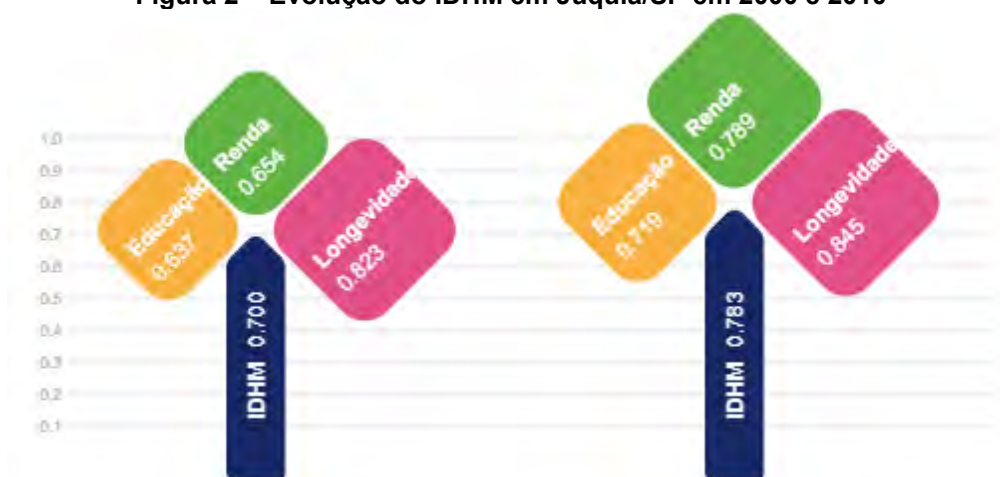 Figura 2 – Evolução do IDHM em Juquiá/SP em 2000 e 2010
1.0
0.9
0.8
0.7
0.6
0.5
0.4
0.3
0.2
0.1
Educação
0.637
Renda
0.654
Longevidade
0.823
IDHM 0.700
Educação
0.719
Renda
0.789
Longevidade
0.845
IDHM 0.783